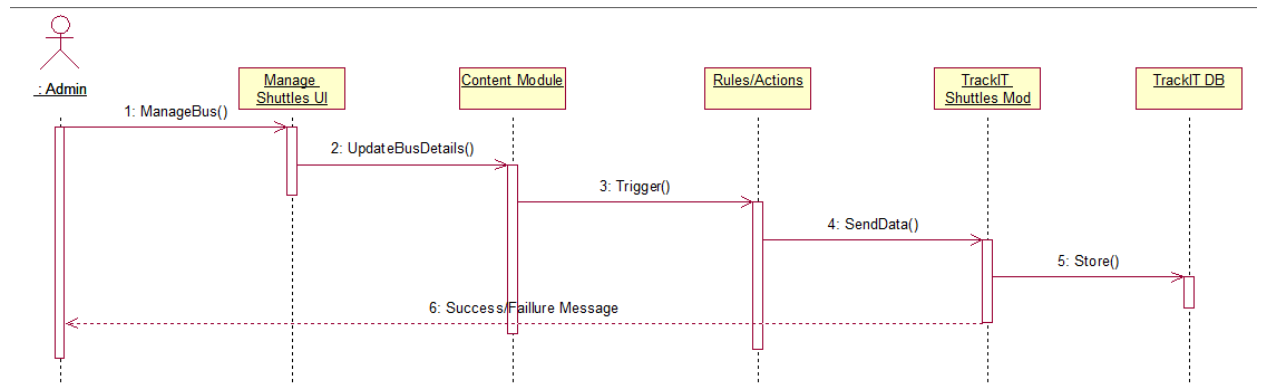 : Admin
Manage
Shuttles UI
Content Module
Rules/Actions
TrackIT
Shuttles Mod
TrackIT DB
1: ManageBus()
2: UpdateBusDetails()
3: Trigger()
4: SendData()
5: Store()
6: Success/Faillure Message